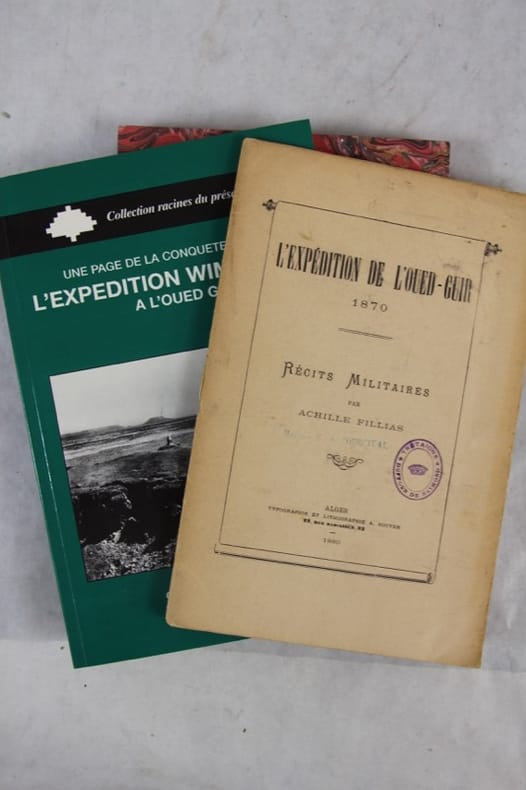 Collection racines du prés
UNE PAGE DE LA CONQUETE
L'EXPEDITION WIN
A L'OUED G
L'EXPÉDITION DE L'OUED-GUIR
1870
RÉCITS MILITAIRES
PAR
ACHILLE FILLIAS
ALGER
TYPOGRAPHIE ET LITHOGRAPHIE A. BOUYER
1880